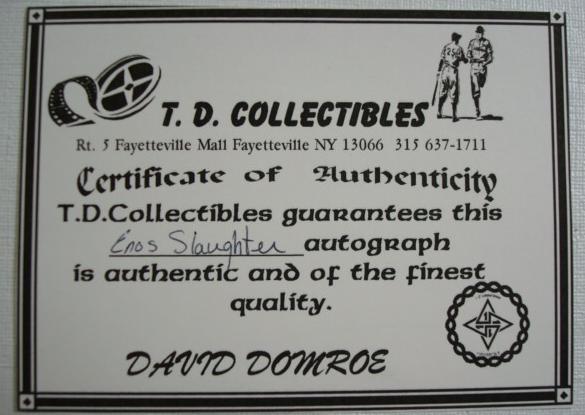 T. D. COLLECTIBLES
Rt. 5 Fayetteville Mall Fayetteville NY 13066 315 637-1711
Certificate of Authenticity
T.D.Collectibles guarantees this
Enos Slaughter autograph
is authentic and of the finest
quality.
DAVID DOMROE